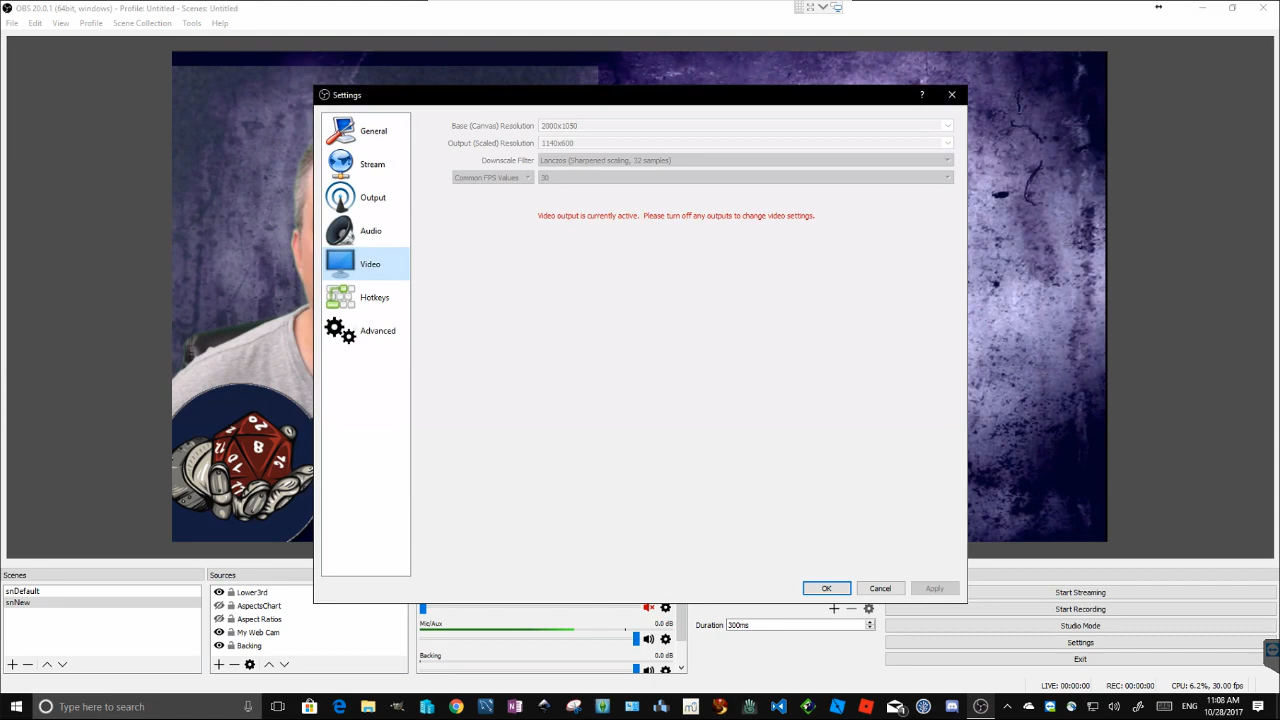 OBS 20.0.1 (64bit, windows) - Profile: Untitled - Scenes: Untitled
File Edit View Profile Scene Collection Tools Help
Settings
?
General
Stream
Output
Audio
Video
Hotkeys
Advanced
Base (Canvas) Resolution 2000x1050
Output (Scaled) Resolution 1140x600
Downscale Filter Lanczos (Sharpened scaling, 32 samples)
Common FPS Values 30
Video output is currently active. Please turn off any outputs to change video settings.
OK Cancel Apply
20
8
12
16
Scenes
snDefault
snNew
Sources
Lower3rd
AspectsChart
Aspect Ratios
My Web Cam
Backing
Mic/Aux 0.0 dB
Backing 0.0 dB
Duration 300ms
Start Streaming
Start Recording
Studio Mode
Settings
Exit
LIVE: 00:00:00 REC: 00:00:00 CPU: 6.2%, 30.00 fps
Type here to search
11:08 AM
10/28/2017